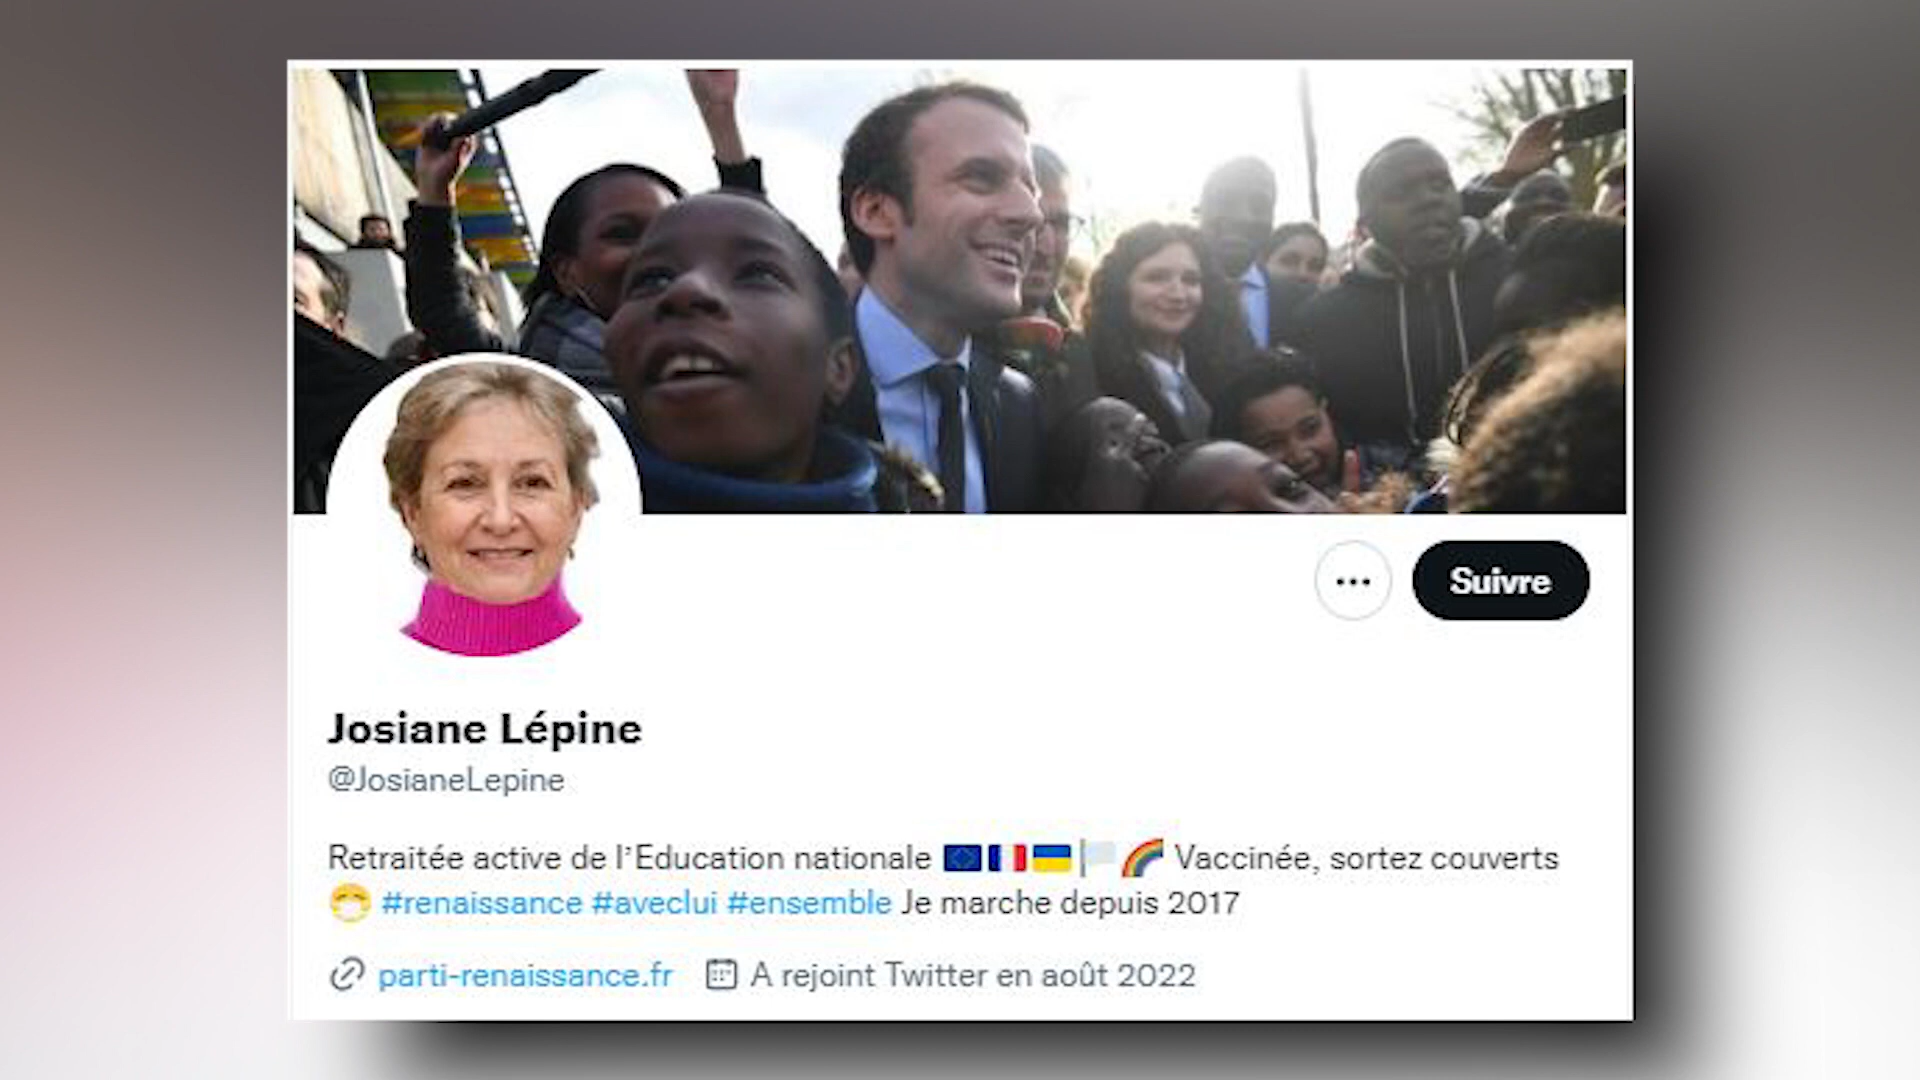 Suivre
Josiane Lépine
@JosianeLepine
Retraitée active de l’Education nationale 🇪🇺🇫🇷🇺🇦🏳️🌈 Vaccinée, sortez couverts
😷 #renaissance #aveclui #ensemble Je marche depuis 2017
parti-renaissance.fr A rejoint Twitter en août 2022